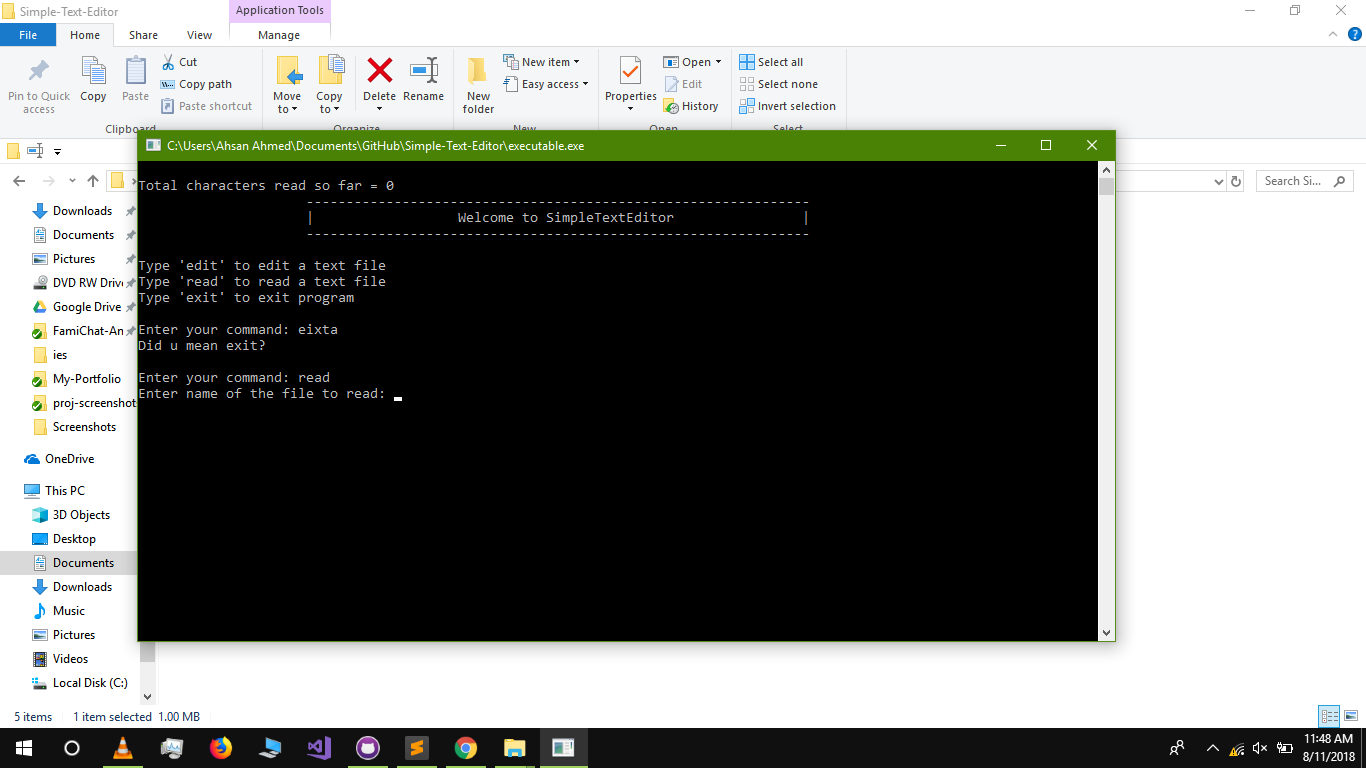 Simple-Text-Editor
Application Tools
File
Home
Share
View
Manage
Pin to Quick access
Copy
Paste
Cut
Copy path
Paste shortcut
Clipboard
Move to
Copy to
Delete
Rename
Organize
New folder
New item
Easy access
New
Properties
Open
Edit
History
Open
Select all
Select none
Invert selection
Select
Search Si...
C:\Users\Ahsan Ahmed\Documents\GitHub\Simple-Text-Editor\executable.exe
Total characters read so far = 0
---------------------------------------------------------------
| Welcome to SimpleTextEditor |
---------------------------------------------------------------
Type 'edit' to edit a text file
Type 'read' to read a text file
Type 'exit' to exit program
Enter your command: eixta
Did u mean exit?
Enter your command: read
Enter name of the file to read:
Downloads
Documents
Pictures
DVD RW Driv
Google Drive
FamiChat-An
ies
My-Portfolio
proj-screenshot
Screenshots
OneDrive
This PC
3D Objects
Desktop
Documents
Downloads
Music
Pictures
Videos
Local Disk (C:)
5 items
1 item selected 1.00 MB
11:48 AM
8/11/2018